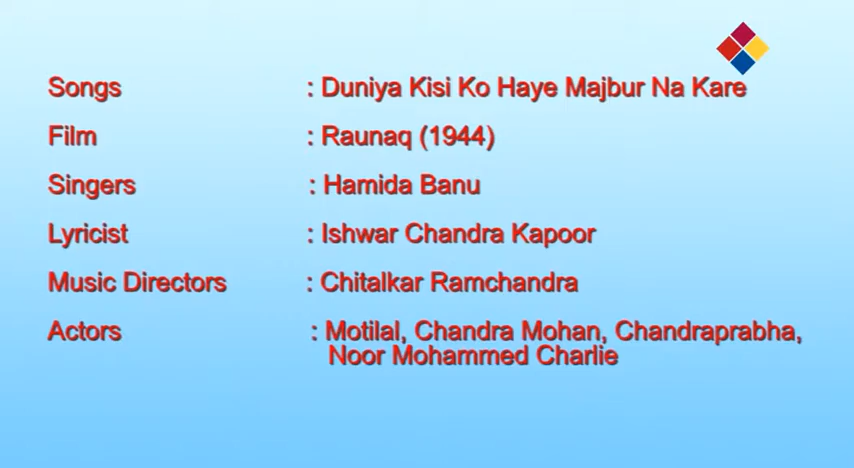 Songs : Duniya Kisi Ko Haye Majbur Na Kare
Film : Raunaq (1944)
Singers : Hamida Banu
Lyricist : Ishwar Chandra Kapoor
Music Directors : Chitalkar Ramchandra
Actors : Motilal, Chandra Mohan, Chandraprabha,
Noor Mohammed Charlie